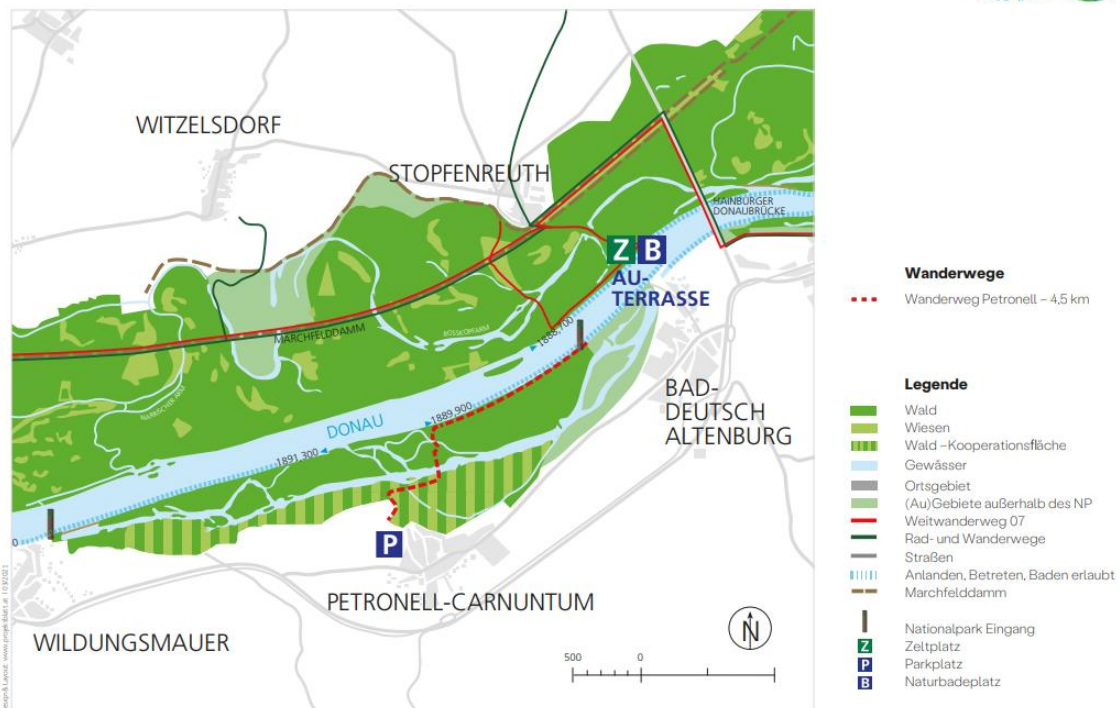 WITZELSDORF
STOPFENREUTH
HAINBURGER
DONAUBRÜCKE
Z B
AU-
TERRASSE
MARCHFELDDAMM
ROSSKOPFARM
1888,700
NARRISCHER ARM
DONAU
1889,900
1891,300
BAD-
DEUTSCH
ALTENBURG
0
P
PETRONELL-CARNUNTUM
WILDUNGSMAUER
N
500 0
Wanderwege
Wanderweg Petronell – 4,5 km
Legende
Wald
Wiesen
Wald –Kooperationsfläche
Gewässer
Ortsgebiet
(Au)Gebiete außerhalb des NP
Weitwanderweg 07
Rad- und Wanderwege
Straßen
Anlanden, Betreten, Baden erlaubt
Marchfelddamm
Nationalpark Eingang
Z Zeltplatz
P Parkplatz
B Naturbadeplatz